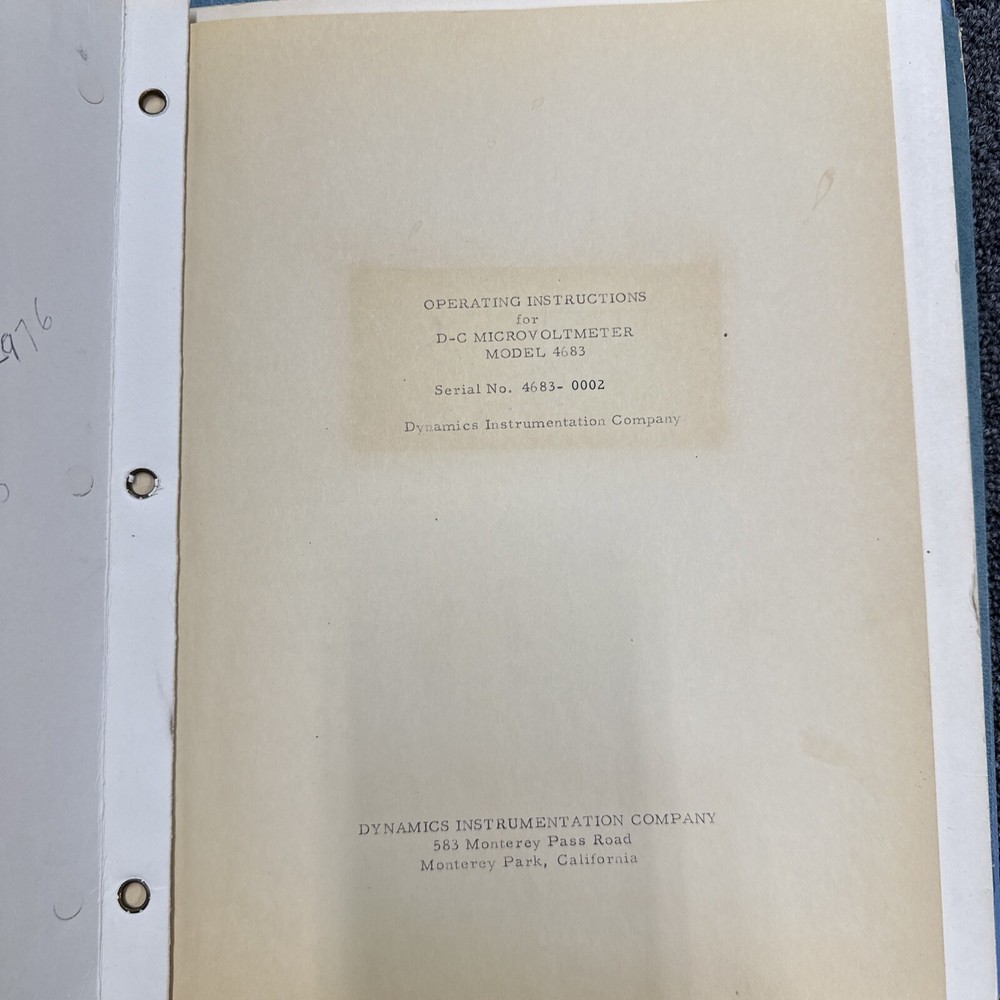 OPERATING INSTRUCTIONS
for
D-C MICROVOLTMETER
MODEL 4683
Serial No. 4683- 0002
Dynamics Instrumentation Company
DYNAMICS INSTRUMENTATION COMPANY
583 Monterey Pass Road
Monterey Park, California